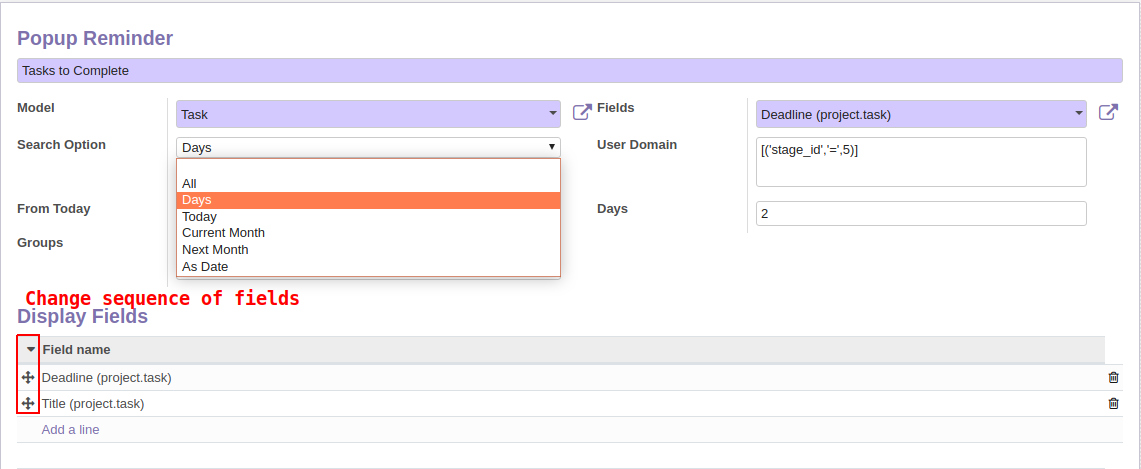 Popup Reminder
Tasks to Complete
Model
Task
Fields
Deadline (project.task)
Search Option
Days
User Domain
[('stage_id','=',5)]
All
Days
Today
Current Month
Next Month
As Date
From Today
Days
2
Groups
Change sequence of fields
Display Fields
Field name
Deadline (project.task)
Title (project.task)
Add a line